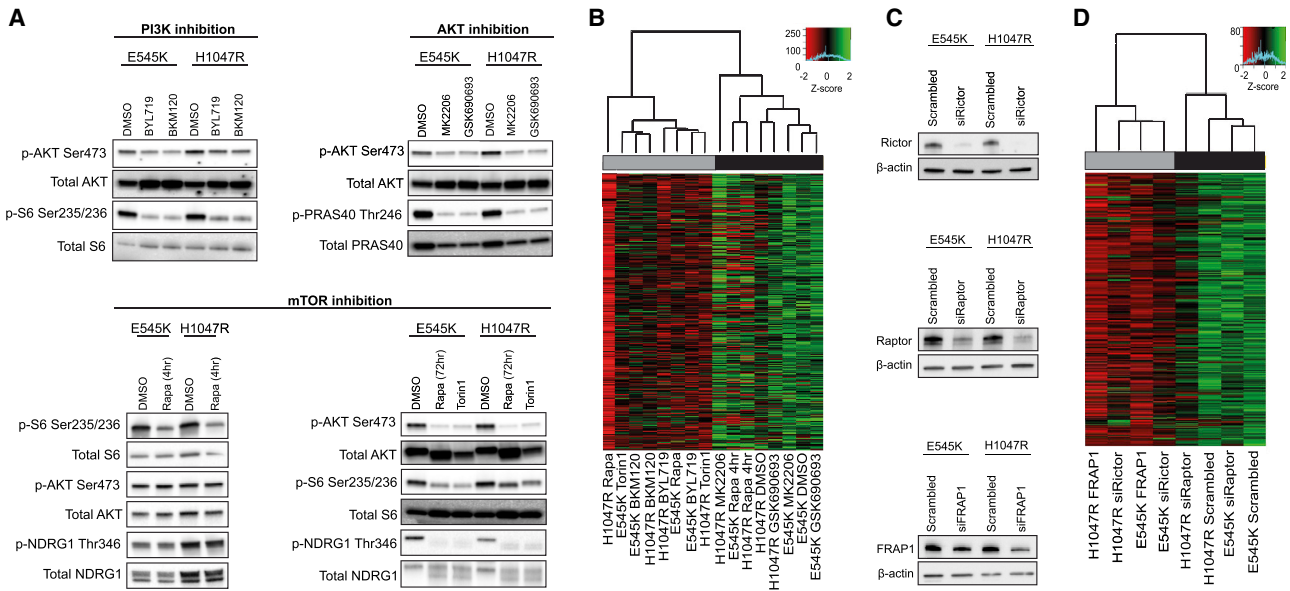 A
PI3K inhibition
E545K H1047R
DMSO
BYL719
BKM120
DMSO
BYL719
BKM120
p-AKT Ser473
Total AKT
p-S6 Ser235/236
Total S6
AKT inhibition
E545K H1047R
DMSO
MK2206
GSK690693
DMSO
MK2206
GSK690693
p-AKT Ser473
Total AKT
p-PRAS40 Thr246
Total PRAS40
mTOR inhibition
E545K H1047R
DMSO
Rapa (4hr)
DMSO
Rapa (4hr)
p-S6 Ser235/236
Total S6
p-AKT Ser473
Total AKT
p-NDRG1 Thr346
Total NDRG1
E545K H1047R
DMSO
Rapa (72hr)
Torin1
DMSO
Rapa (72hr)
Torin1
p-AKT Ser473
Total AKT
p-S6 Ser235/236
Total S6
p-NDRG1 Thr346
Total NDRG1
B
250
100
0
-2 0 2
Z-score
H1047R Rapa
E545K Torin1
E545K BKM120
H1047R BKM120
H1047R BYL719
E545K Rapa
E545K BYL719
H1047R Torin1
H1047R MK2206
E545K Rapa 4hr
H1047R Rapa 4hr
H1047R DMSO
H1047R GSK690693
E545K MK2206
E545K DMSO
E545K GSK690693
C
E545K H1047R
Scrambled
siRictor
Scrambled
siRictor
Rictor
β-actin
E545K H1047R
Scrambled
siRaptor
Scrambled
siRaptor
Raptor
β-actin
E545K H1047R
Scrambled
siFRAP1
Scrambled
siFRAP1
FRAP1
β-actin
D
80
40
0
-2 0 2
Z-score
H1047R FRAP1
H1047R siRictor
E545K FRAP1
E545K siRictor
H1047R siRaptor
H1047R Scrambled
E545K siRaptor
E545K Scrambled